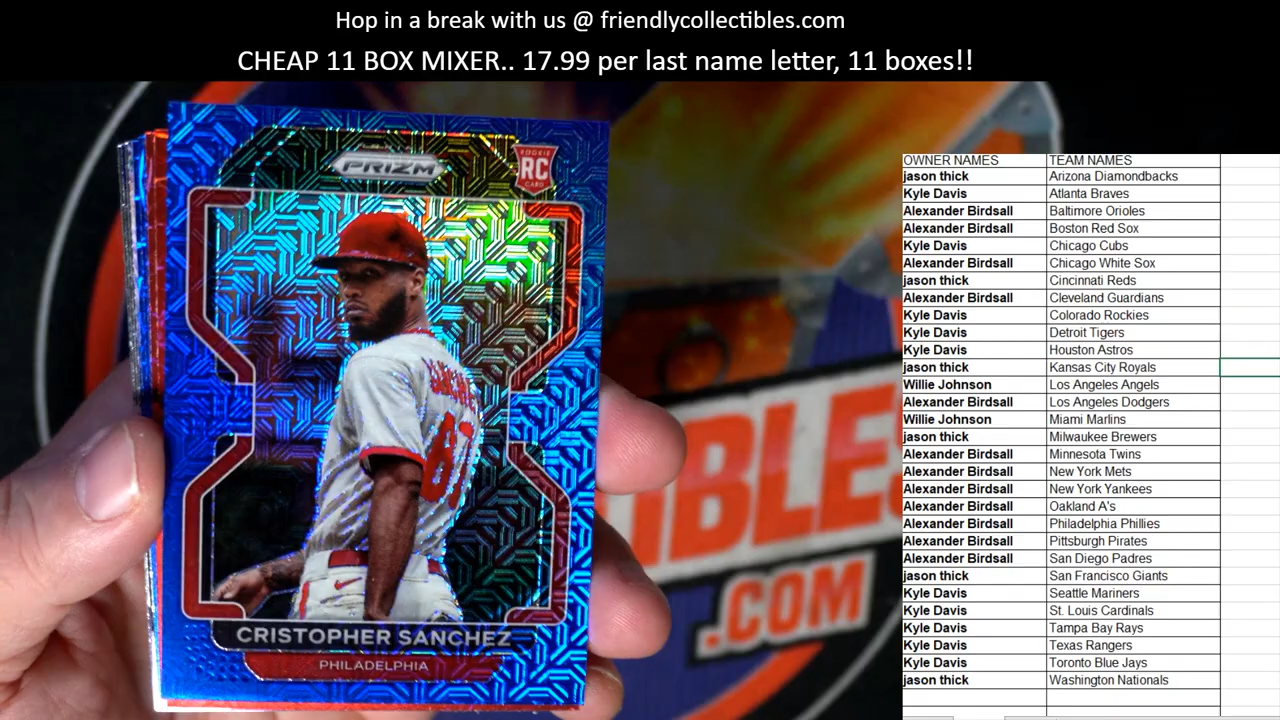 Hop in a break with us @ friendlycollectibles.com
CHEAP 11 BOX MIXER.. 17.99 per last name letter, 11 boxes!!
PRIZM
ROOKIE
RC
CARD
SANCHEZ
CRISTOPHER SANCHEZ
PHILADELPHIA
IBLES
.COM
OWNER NAMES TEAM NAMES
jason thick Arizona Diamondbacks
Kyle Davis Atlanta Braves
Alexander Birdsall Baltimore Orioles
Alexander Birdsall Boston Red Sox
Kyle Davis Chicago Cubs
Alexander Birdsall Chicago White Sox
jason thick Cincinnati Reds
Alexander Birdsall Cleveland Guardians
Kyle Davis Colorado Rockies
Kyle Davis Detroit Tigers
Kyle Davis Houston Astros
jason thick Kansas City Royals
Willie Johnson Los Angeles Angels
Alexander Birdsall Los Angeles Dodgers
Willie Johnson Miami Marlins
jason thick Milwaukee Brewers
Alexander Birdsall Minnesota Twins
Alexander Birdsall New York Mets
Alexander Birdsall New York Yankees
Alexander Birdsall Oakland A's
Alexander Birdsall Philadelphia Phillies
Alexander Birdsall Pittsburgh Pirates
Alexander Birdsall San Diego Padres
jason thick San Francisco Giants
Kyle Davis Seattle Mariners
Kyle Davis St. Louis Cardinals
Kyle Davis Tampa Bay Rays
Kyle Davis Texas Rangers
Kyle Davis Toronto Blue Jays
jason thick Washington Nationals